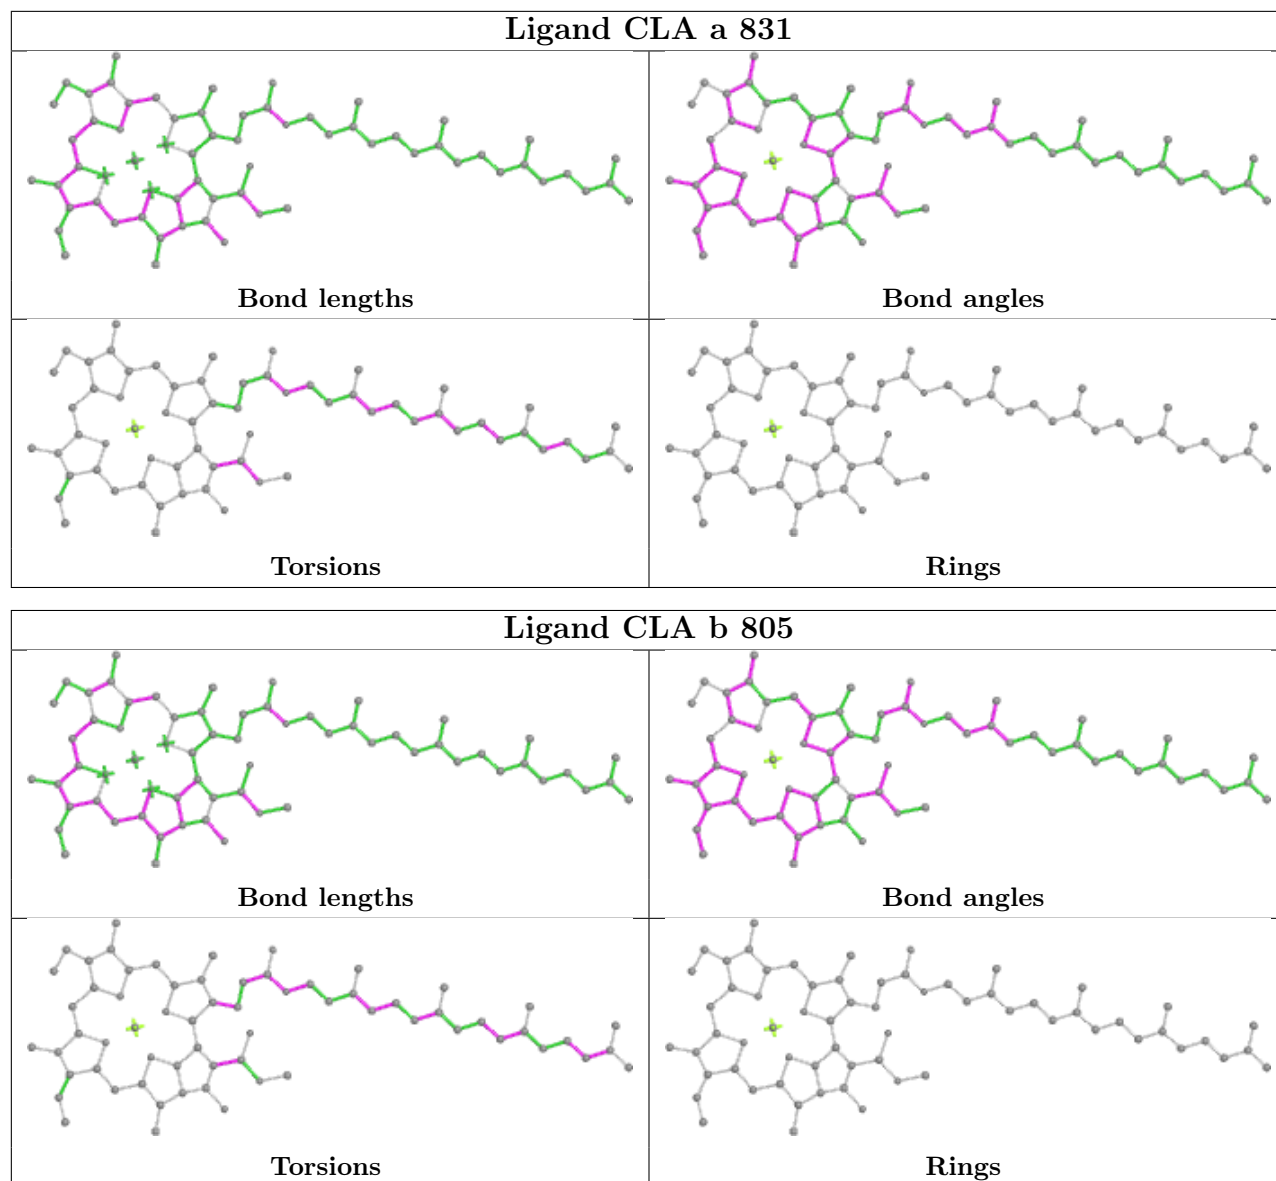 Ligand CLA a 831
Bond lengths
Bond angles
Torsions
Rings
Ligand CLA b 805
Bond lengths
Bond angles
Torsions
Rings